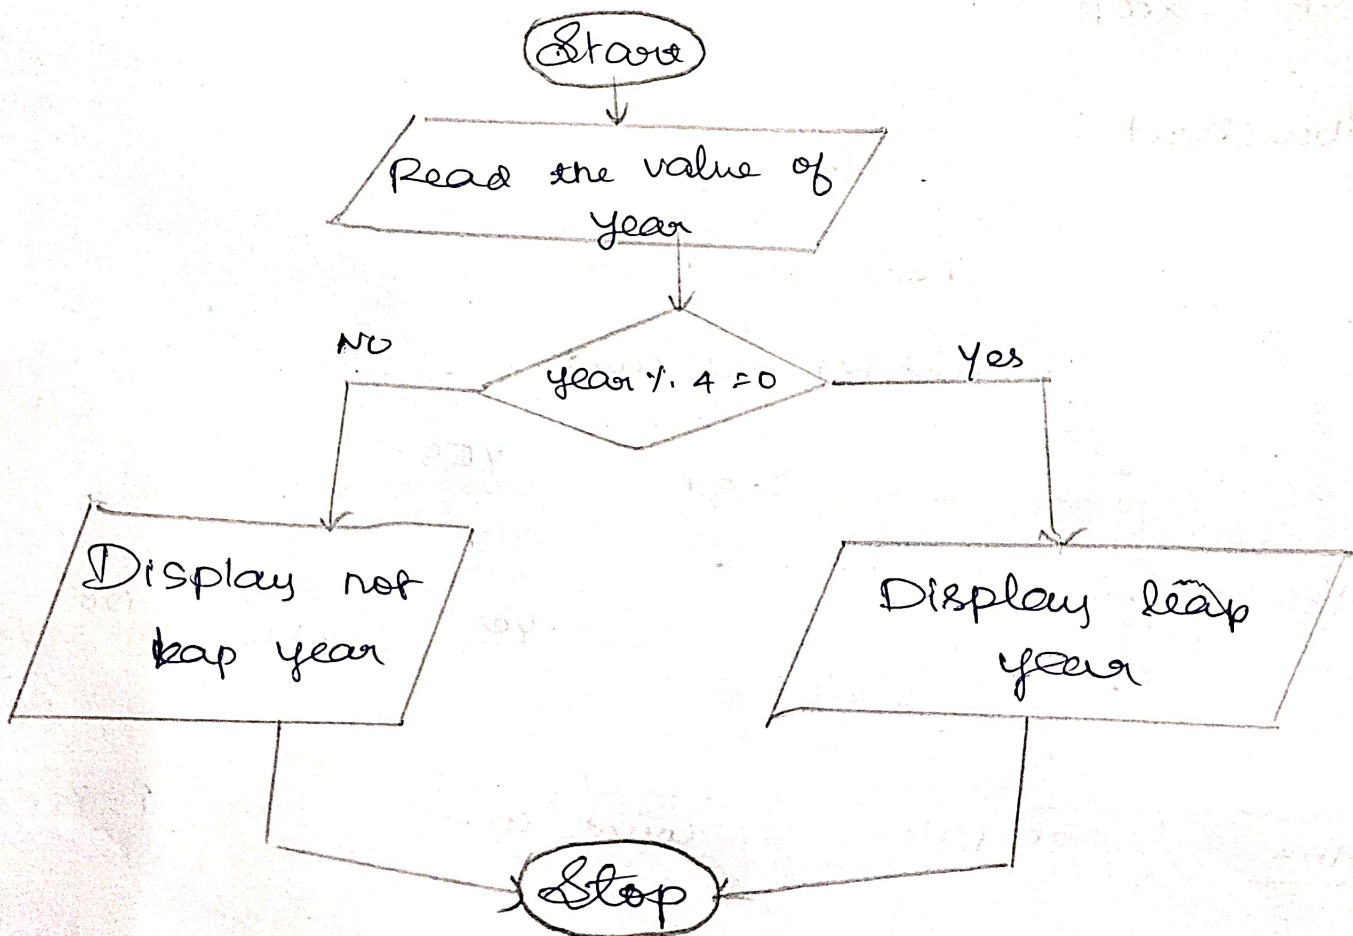 Start
Read the value of
year
No
Yes
year % 4 = 0
Display not
leap year
Display leap
year
Stop